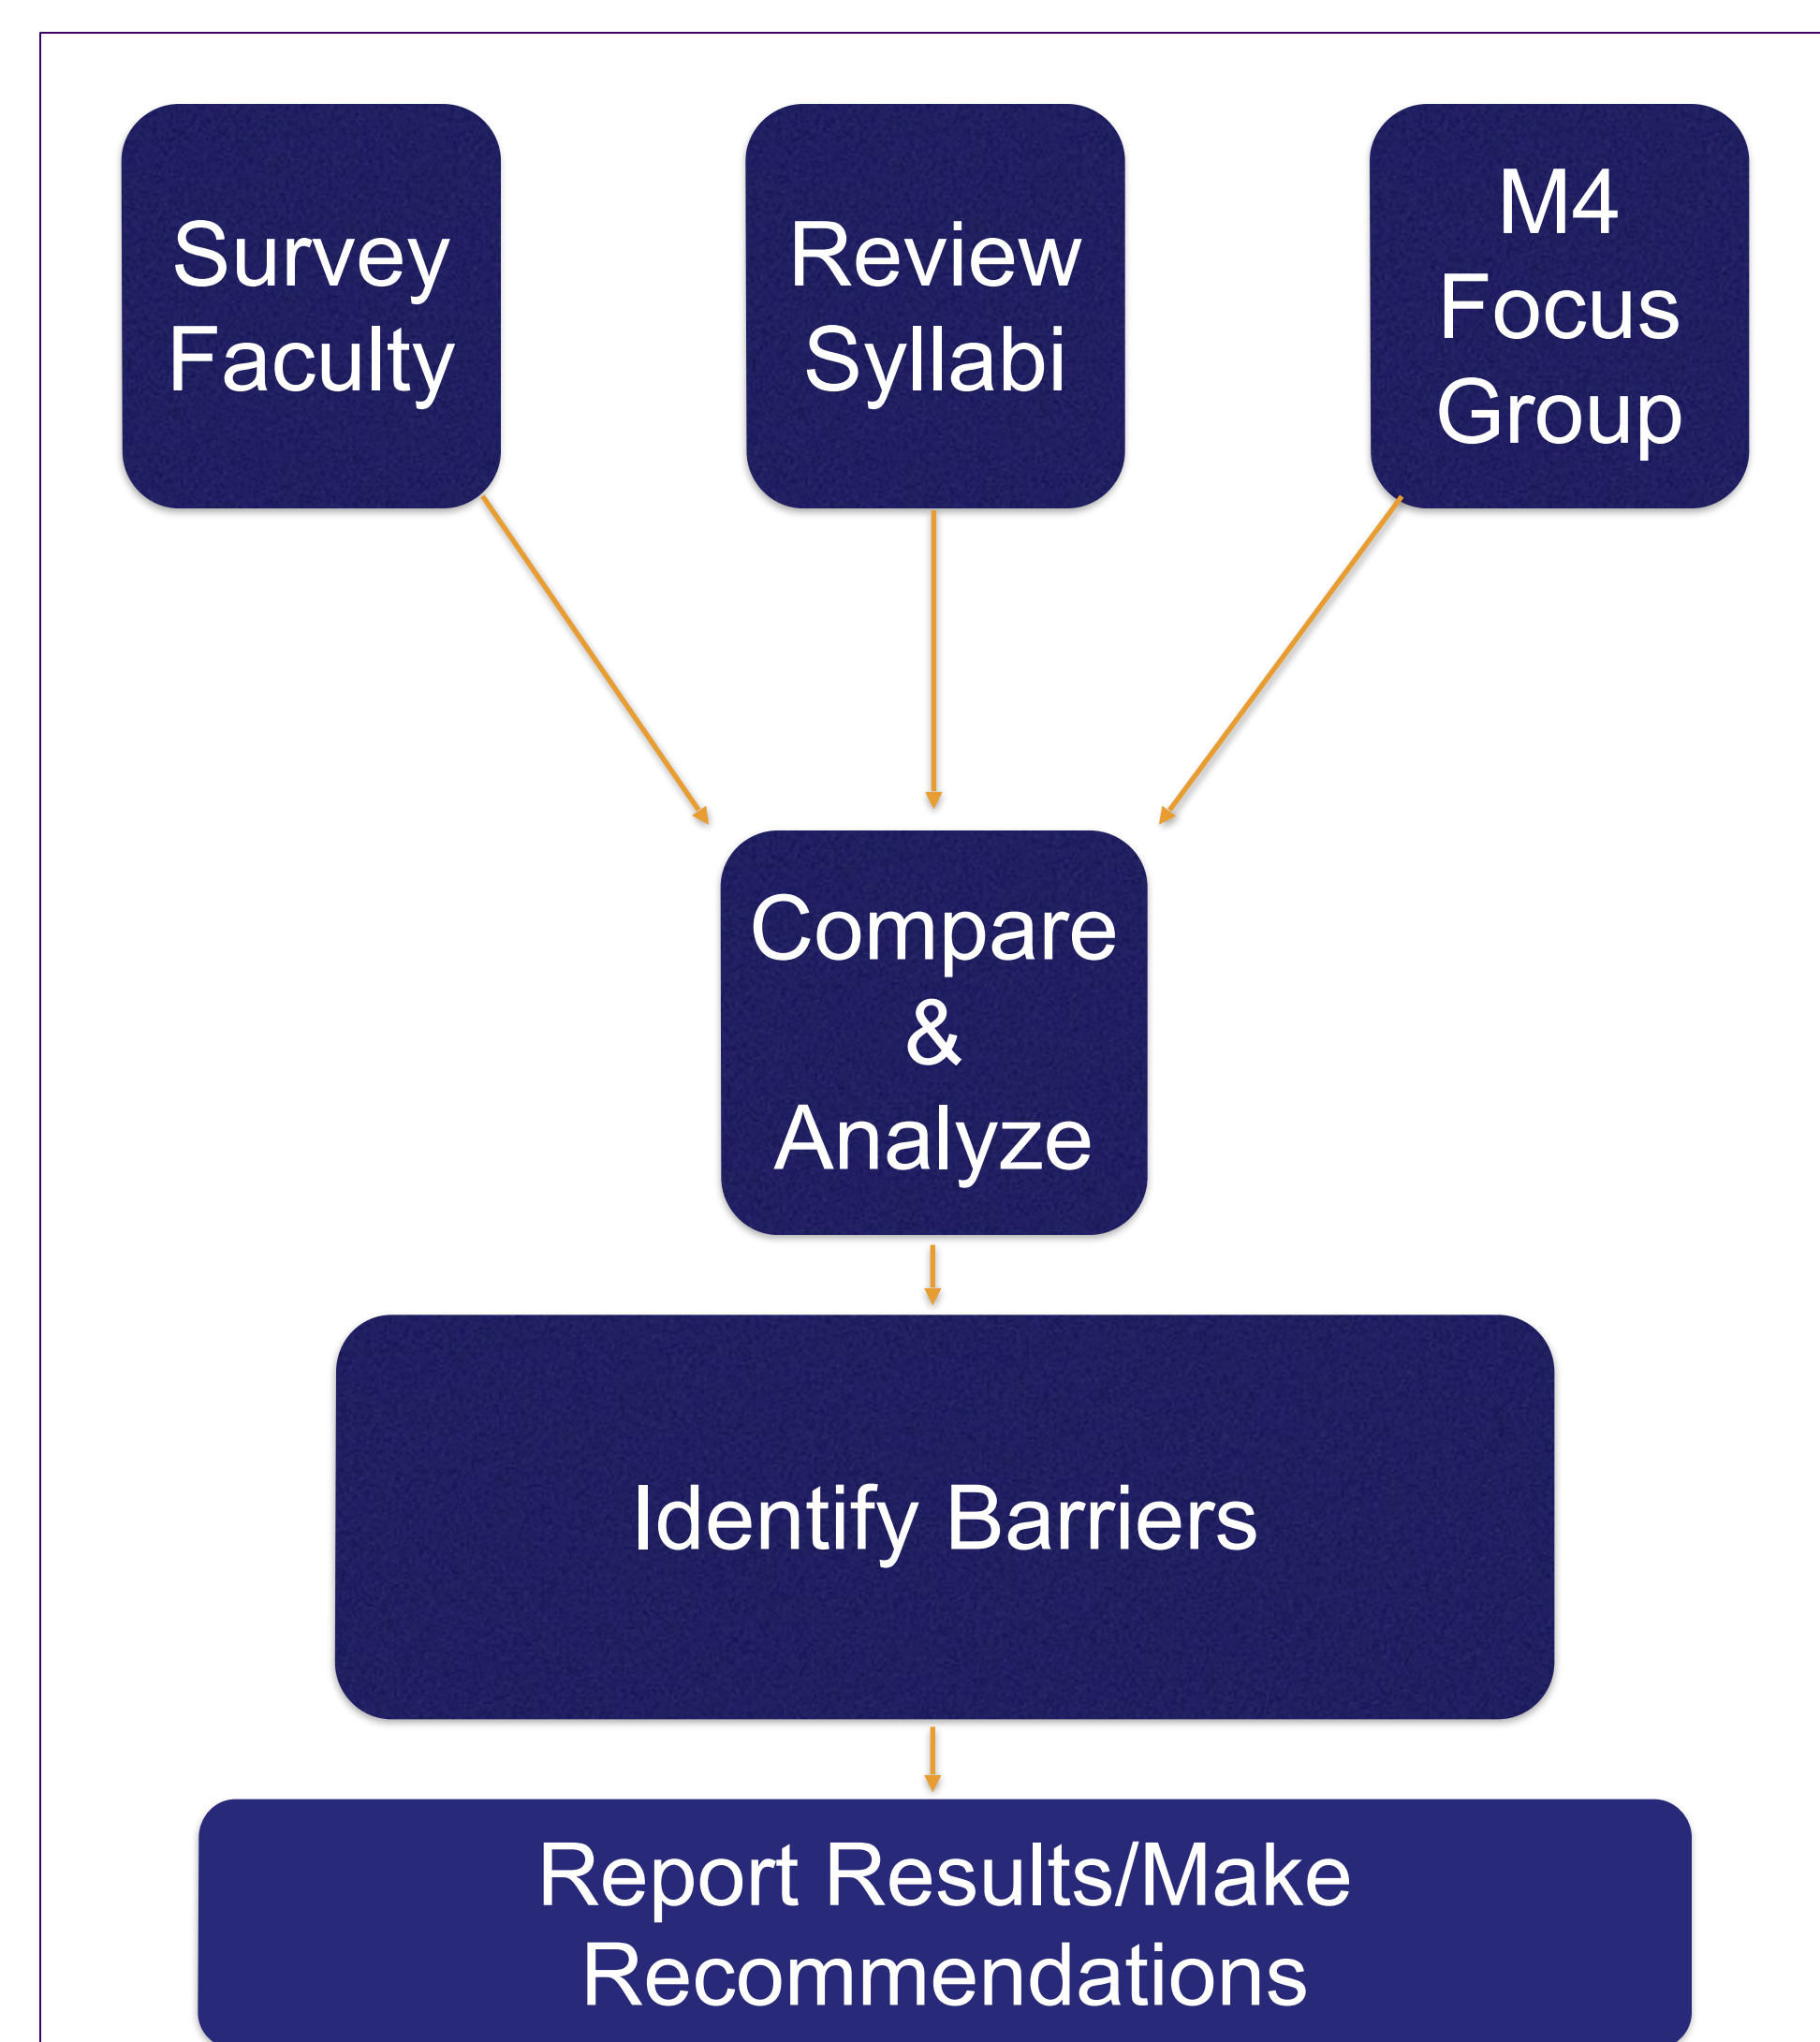 Survey
Faculty
Review
Syllabi
M4
Focus
Group
Compare
&
Analyze
Identify Barriers
Report Results/Make
Recommendations